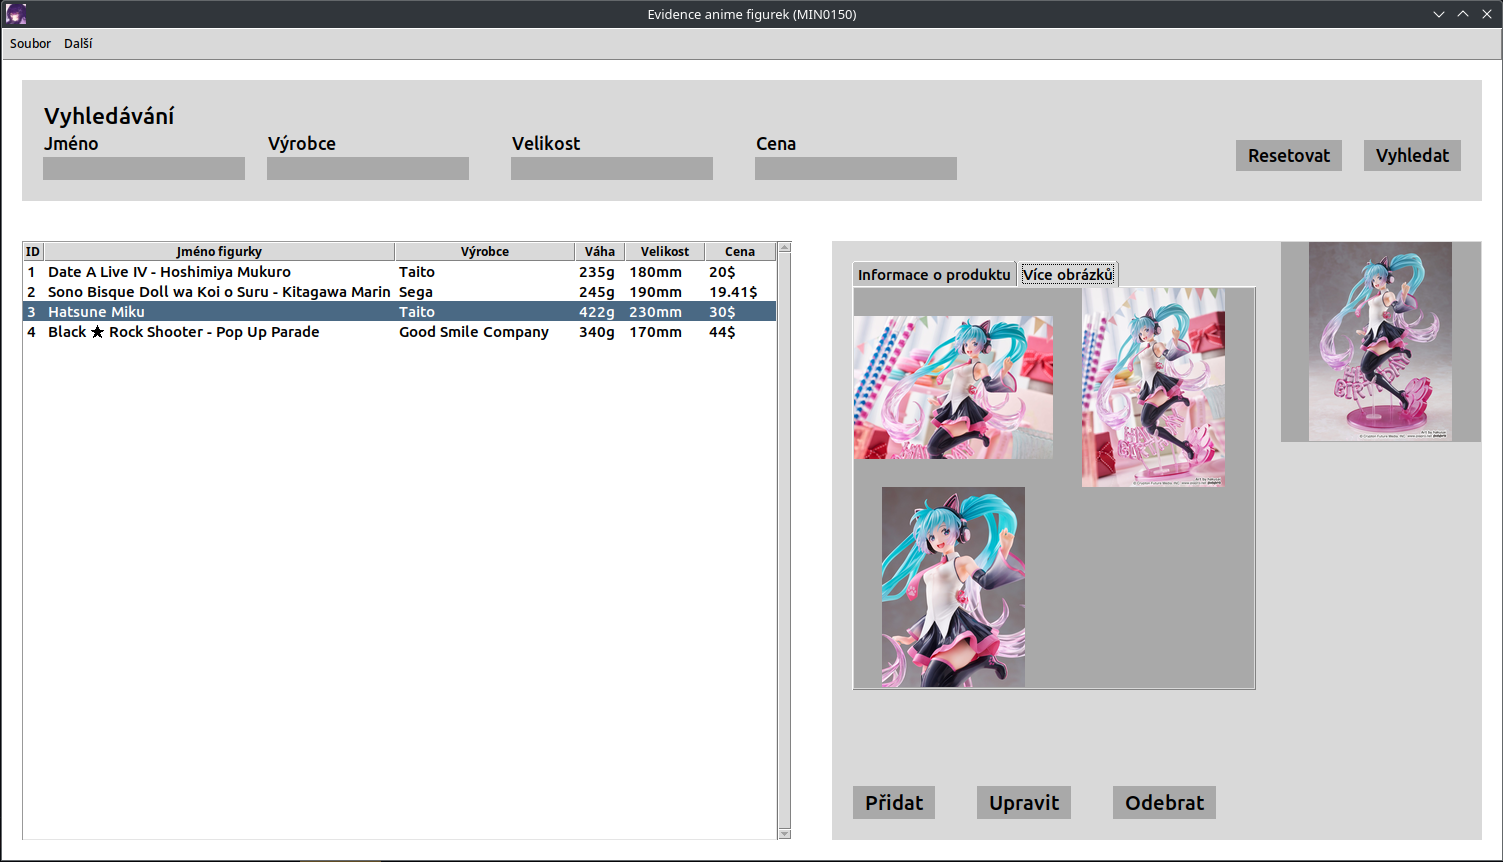 Evidence anime figurek (MIN0150)
Soubor Další
Vyhledávání
Jméno Výrobce Velikost Cena
Resetovat Vyhledat
ID Jméno figurky Výrobce Váha Velikost Cena
1 Date A Live IV - Hoshimiya Mukuro Taito 235g 180mm 20$
2 Sono Bisque Doll wa Koi o Suru - Kitagawa Marin Sega 245g 190mm 19.41$
3 Hatsune Miku Taito 422g 230mm 30$
4 Black ★ Rock Shooter - Pop Up Parade Good Smile Company 340g 170mm 44$
Informace o produktu Více obrázků
Přidat Upravit Odebrat